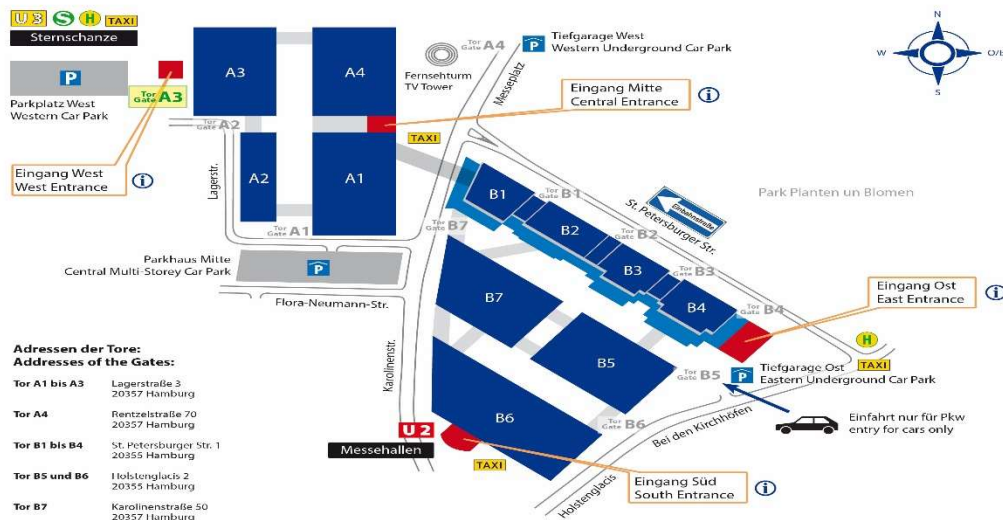 U3 S H TAXI
Sternschanze
P
Parkplatz West
Western Car Park
Tor
Gate A3
Eingang West
West Entrance
i
A3
A4
A2
A1
Tor
Gate A2
Lagerstr.
Tor
Gate A1
Parkhaus Mitte
Central Multi-Storey Car Park
P
Flora-Neumann-Str.
Fernsehturm
TV Tower
Tor
Gate A4
Messeplatz
P
Tiefgarage West
Western Underground Car Park
Eingang Mitte
Central Entrance
i
TAXI
N
W
O/E
S
B1
Tor
Gate B1
B2
Tor
Gate B2
B3
Tor
Gate B3
B4
Tor
Gate B4
Einbahnstraße
St. Petersburger Str.
Park Planten un Blomen
Eingang Ost
East Entrance
i
H
TAXI
Tor
Gate B7
B7
B5
B6
Karolinenstr.
Tor
Gate B5
P
Tiefgarage Ost
Eastern Underground Car Park
Tor
Gate B6
Bei den Kirchhöfen
Einfahrt nur für Pkw
entry for cars only
Holstenglacis
U2
Messehallen
TAXI
Eingang Süd
South Entrance
i
Adressen der Tore:
Addresses of the Gates:
Tor A1 bis A3 Lagerstraße 3
20357 Hamburg
Tor A4 Rentzelstraße 70
20357 Hamburg
Tor B1 bis B4 St. Petersburger Str. 1
20355 Hamburg
Tor B5 und B6 Holstenglacis 2
20355 Hamburg
Tor B7 Karolinenstraße 50
20357 Hamburg